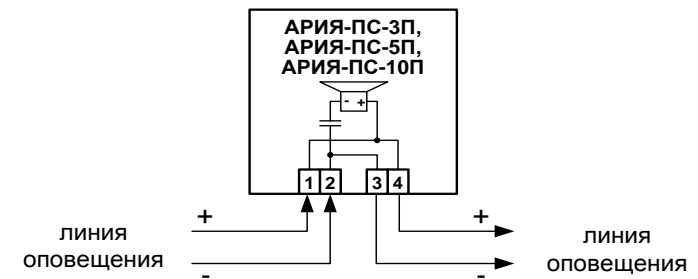 АРИЯ-ПС-3П,
АРИЯ-ПС-5П,
АРИЯ-ПС-10П
- +
1 2 3 4
+ +
линия
оповещения
линия
оповещения
- -